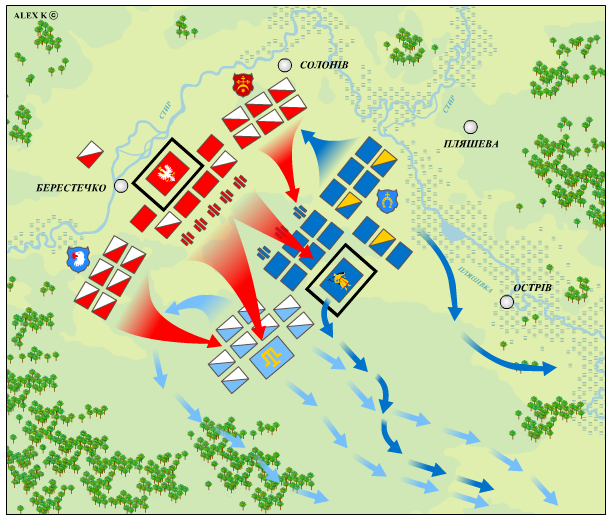 ALEX K ©
СОЛОНІВ
СТИР
СТИР
ПЛЯШЕВА
БЕРЕСТЕЧКО
ПЛЯШІВКА
ОСТРІВ